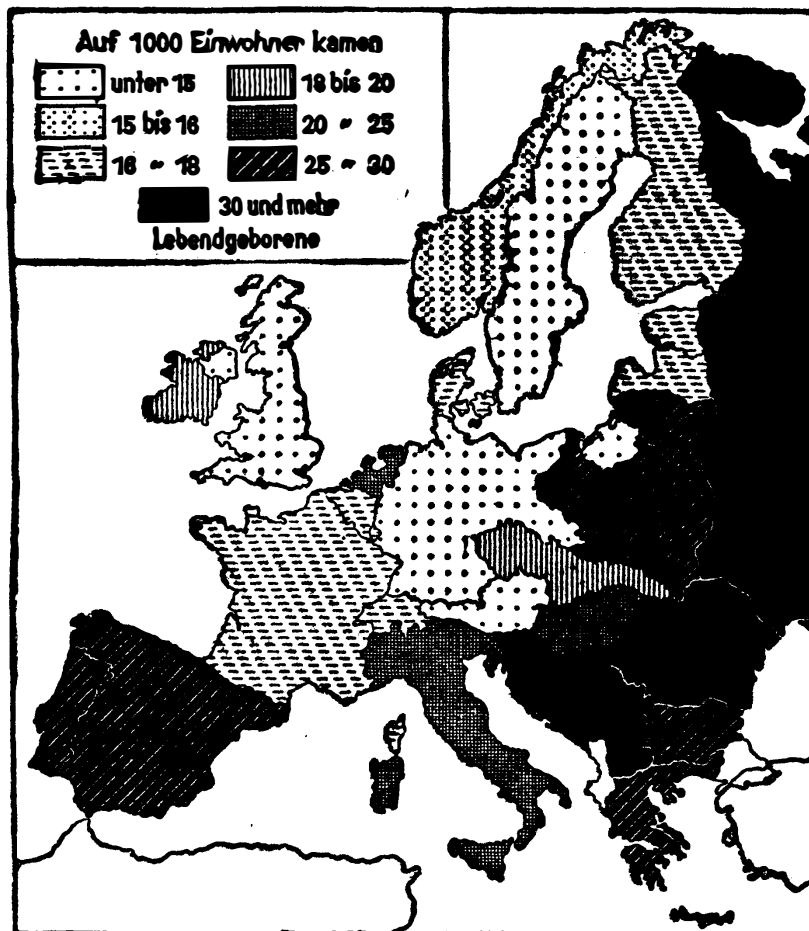 Auf 1000 Einwohner kamen
unter 15
18 bis 20
15 bis 16
20 " 25
16 " 18
25 " 30
30 und mehr
Lebendgeborene